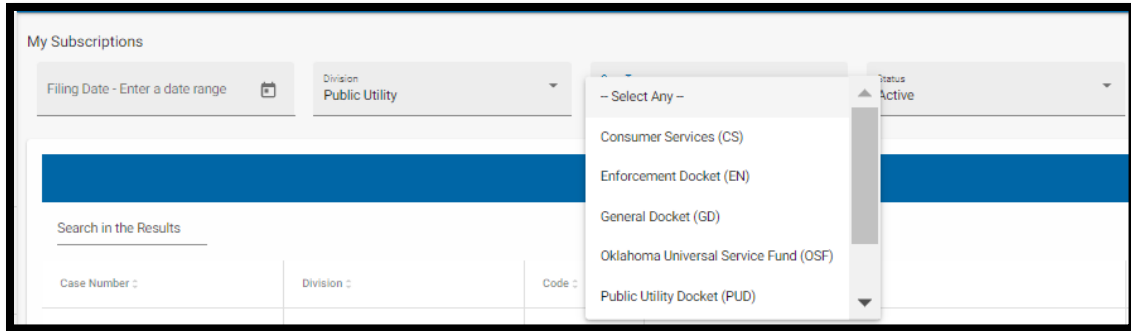 My Subscriptions
Filing Date - Enter a date range
Division
Public Utility
Status
Active
-- Select Any --
Consumer Services (CS)
Enforcement Docket (EN)
General Docket (GD)
Oklahoma Universal Service Fund (OSF)
Public Utility Docket (PUD)
Search in the Results
Case Number
Division
Code